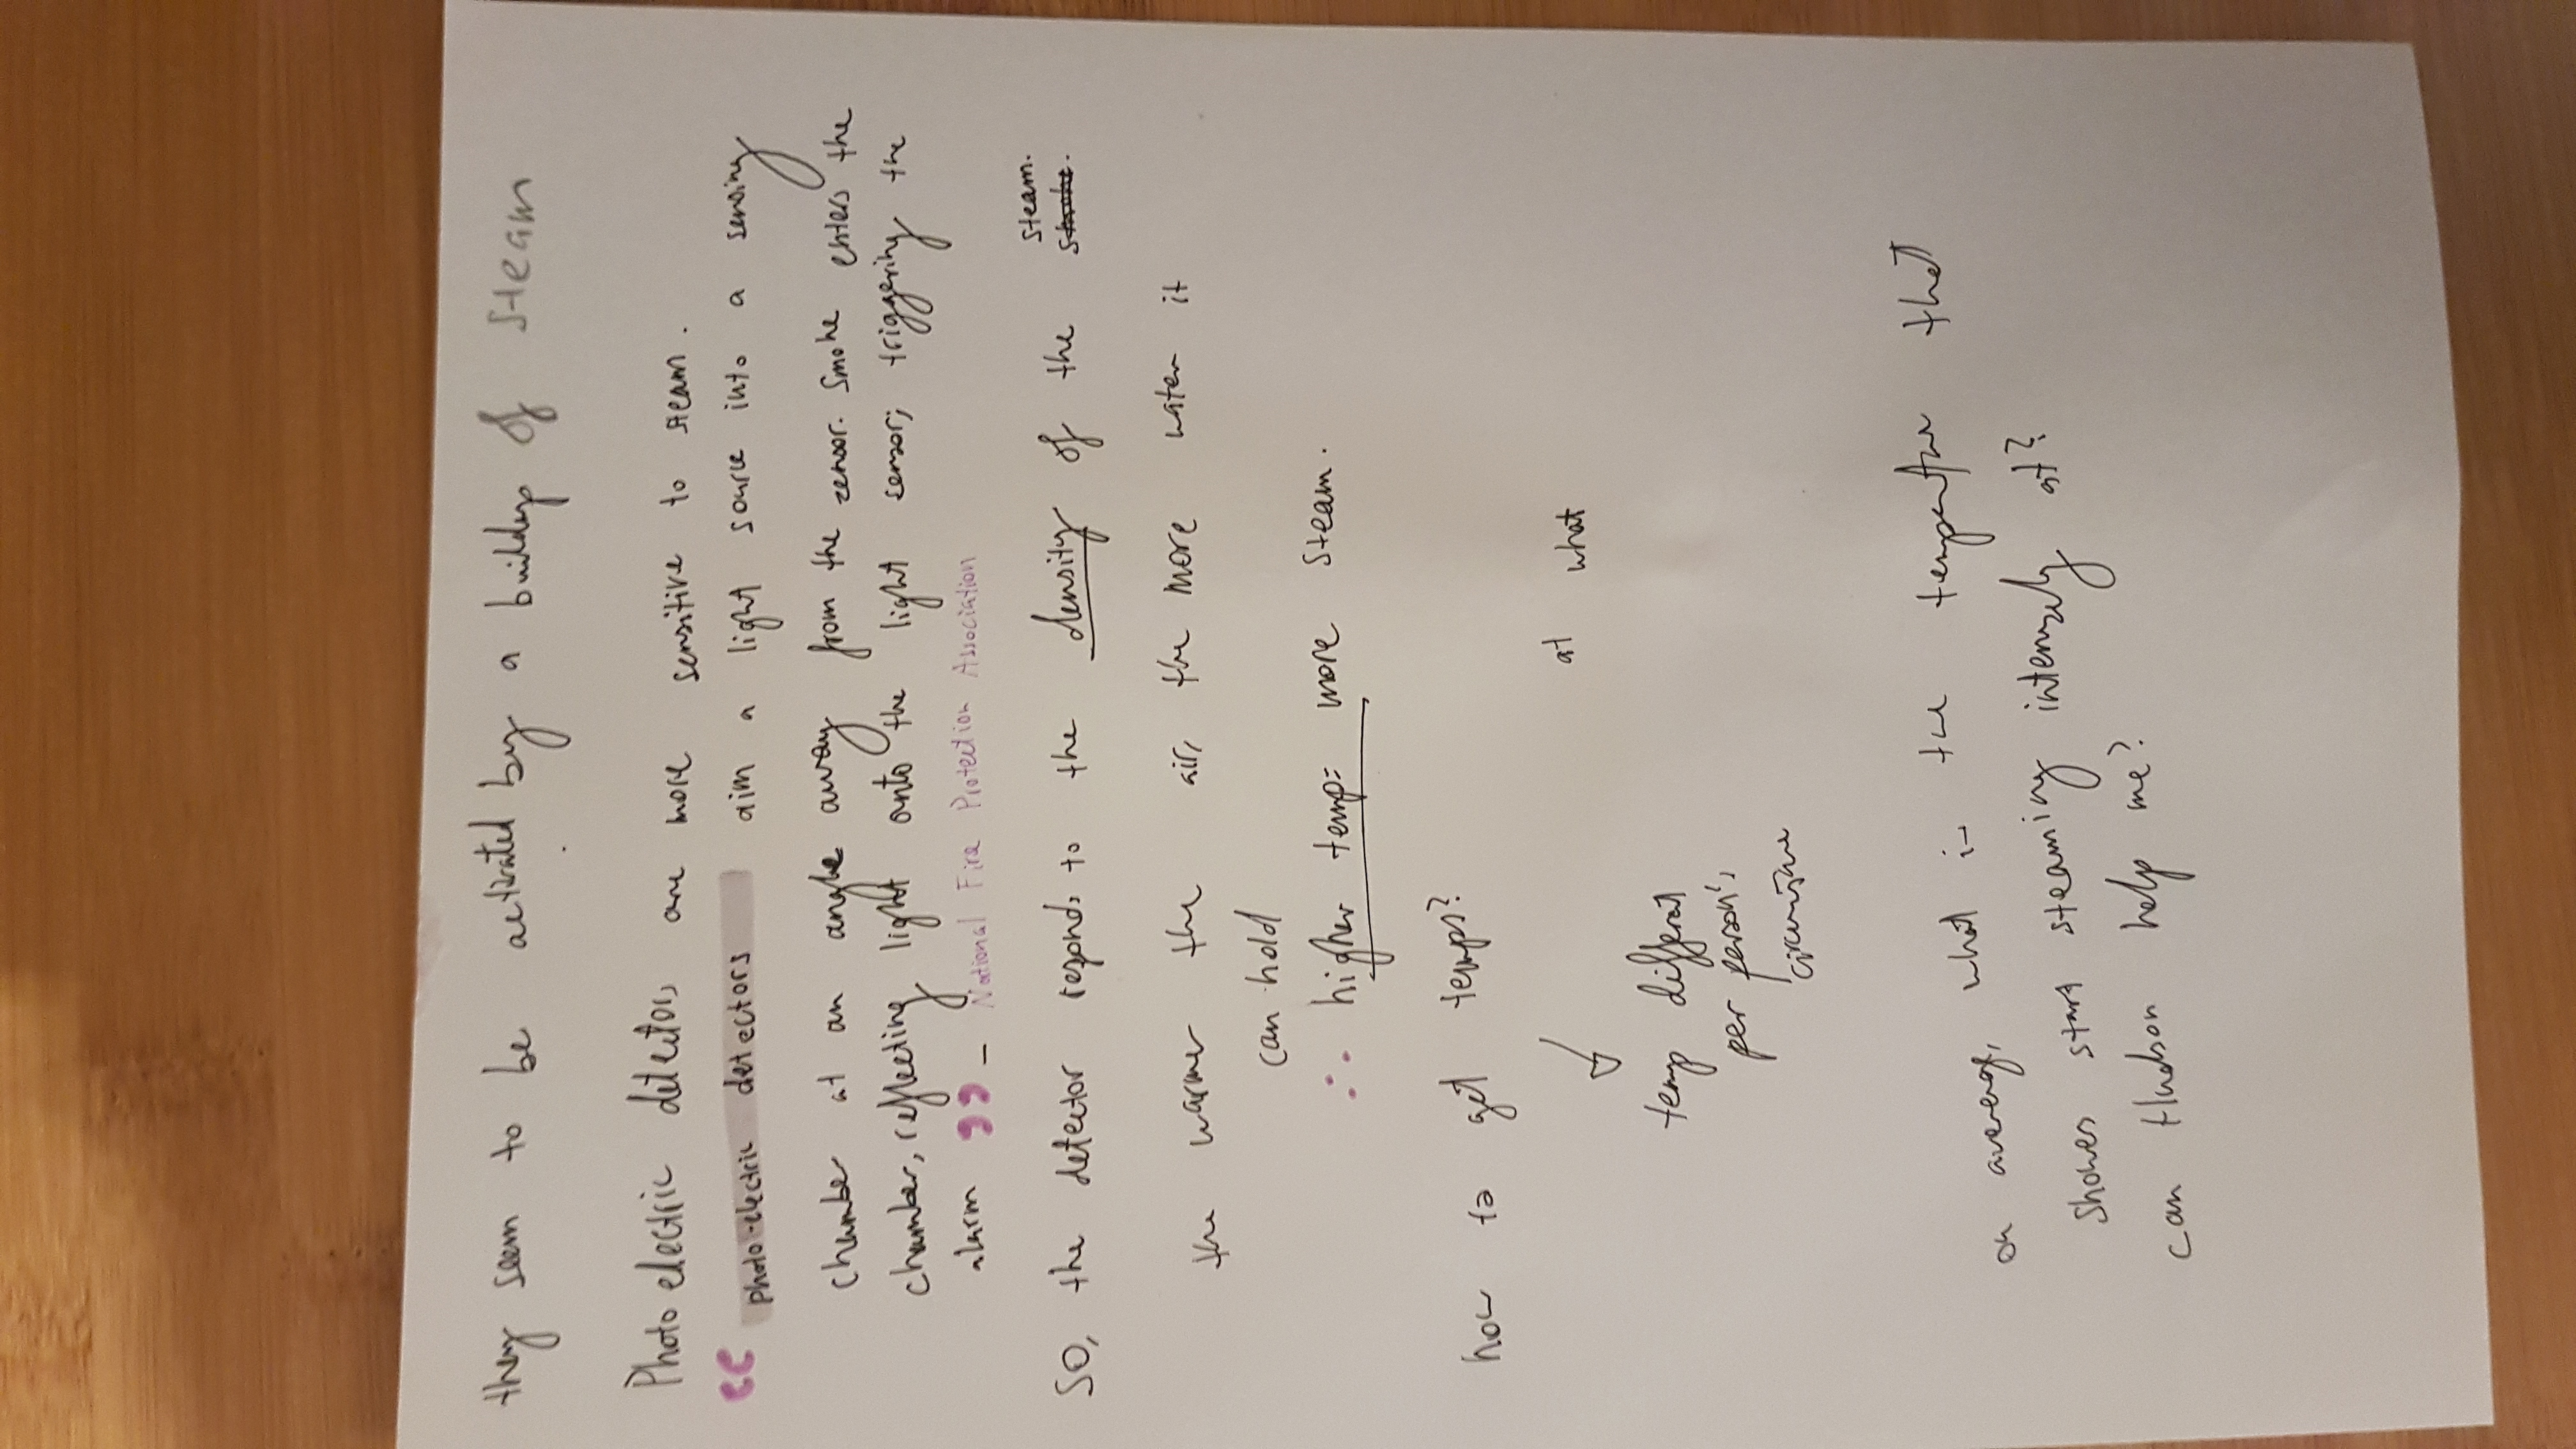 they seem to be activated by a buildup of steam
Photo electric detectors are more sensitive to steam.
“ photo-electric detectors aim a light source into a sensing
chamber at an angle away from the zensor. Smoke enters the
chamber, reflecting light onto the light sensor; triggering the
alarm ” – National Fire Protection Association
steam.
SO, the detector responds to the density of the smoke.
the warmer the air, the more water it
can hold
∴ higher temp= more steam.
how to get temps?
at what
temp different
per person's
on average, what is the temperature that
showers start steaming intensely at?
can Hudson help me?